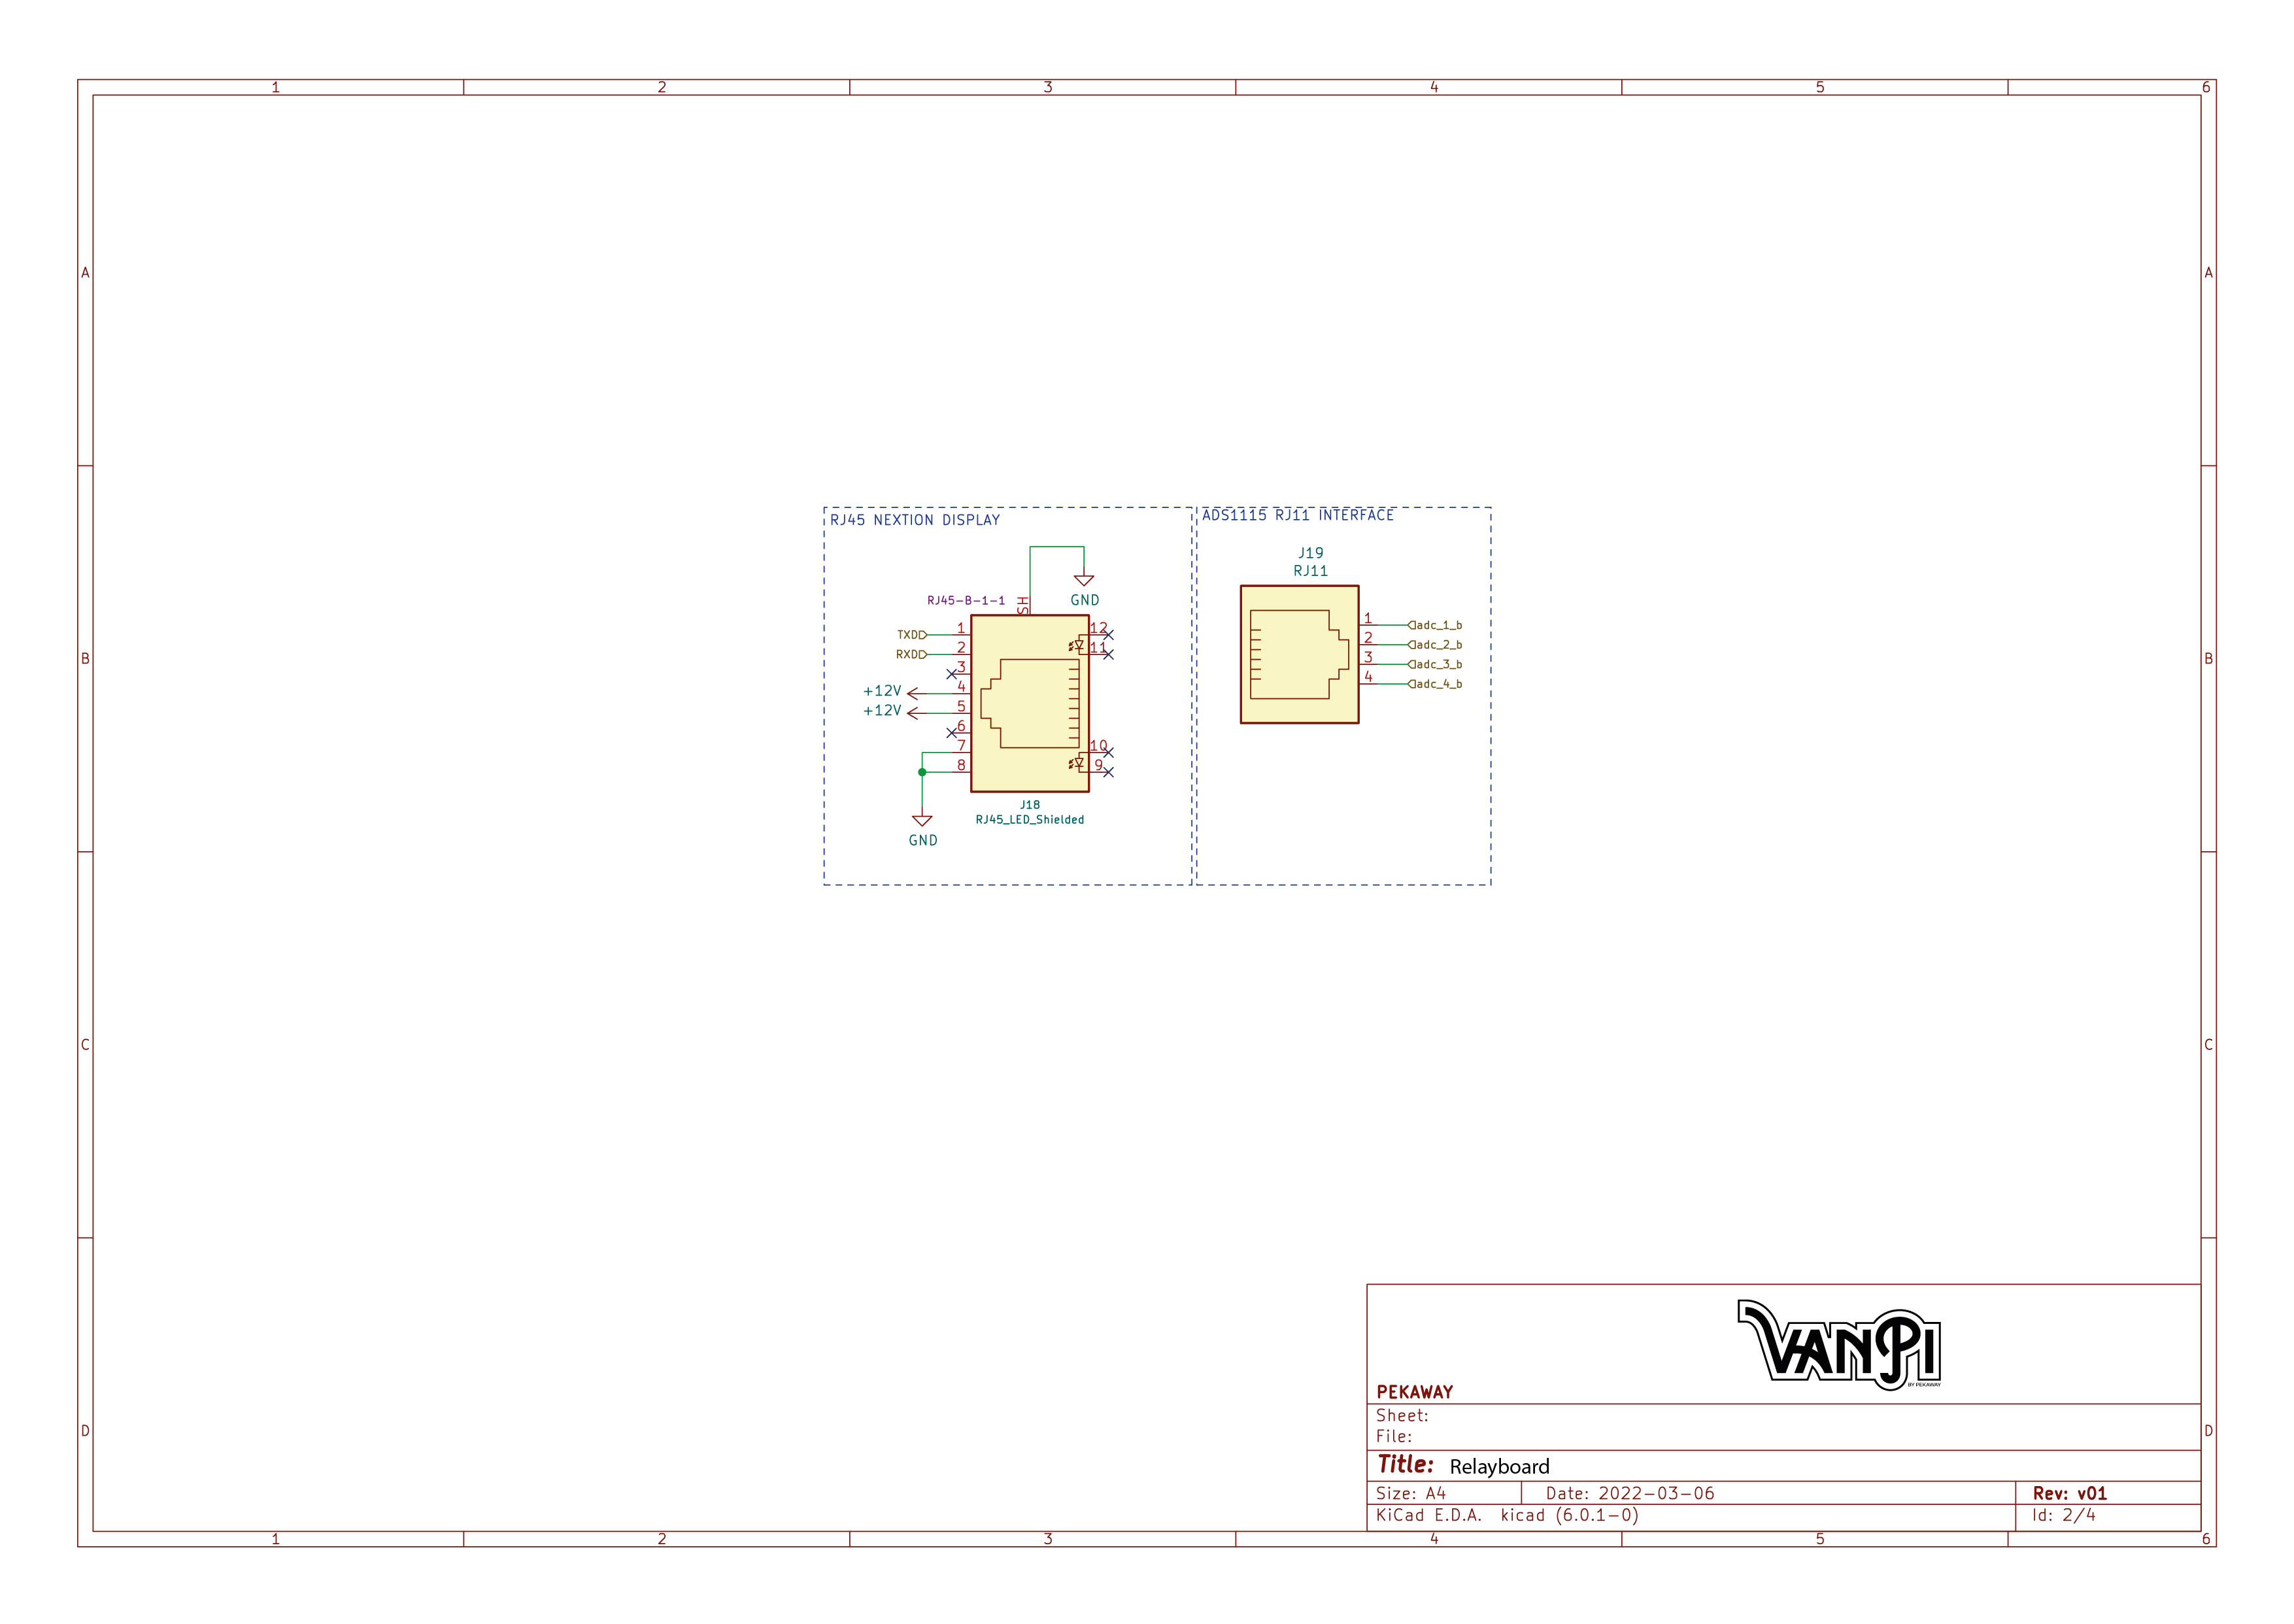 1 2 3 4 5 6
A A
RJ45 NEXTION DISPLAY
ADS1115 RJ11 INTERFACE
J19
RJ11
RJ45-B-1-1
SH
GND
TXD 1 12
RXD 2 11
3
+12V 4
+12V 5
6
7 10
8 9
GND
J18
RJ45_LED_Shielded
1 adc_1_b
2 adc_2_b
3 adc_3_b
4 adc_4_b
B B
C C
D D
VANPI
BY PEKAWAY
PEKAWAY
Sheet:
File:
Title: Relayboard
Size: A4 Date: 2022-03-06 Rev: v01
KiCad E.D.A. kicad (6.0.1-0) Id: 2/4
1 2 3 4 5 6